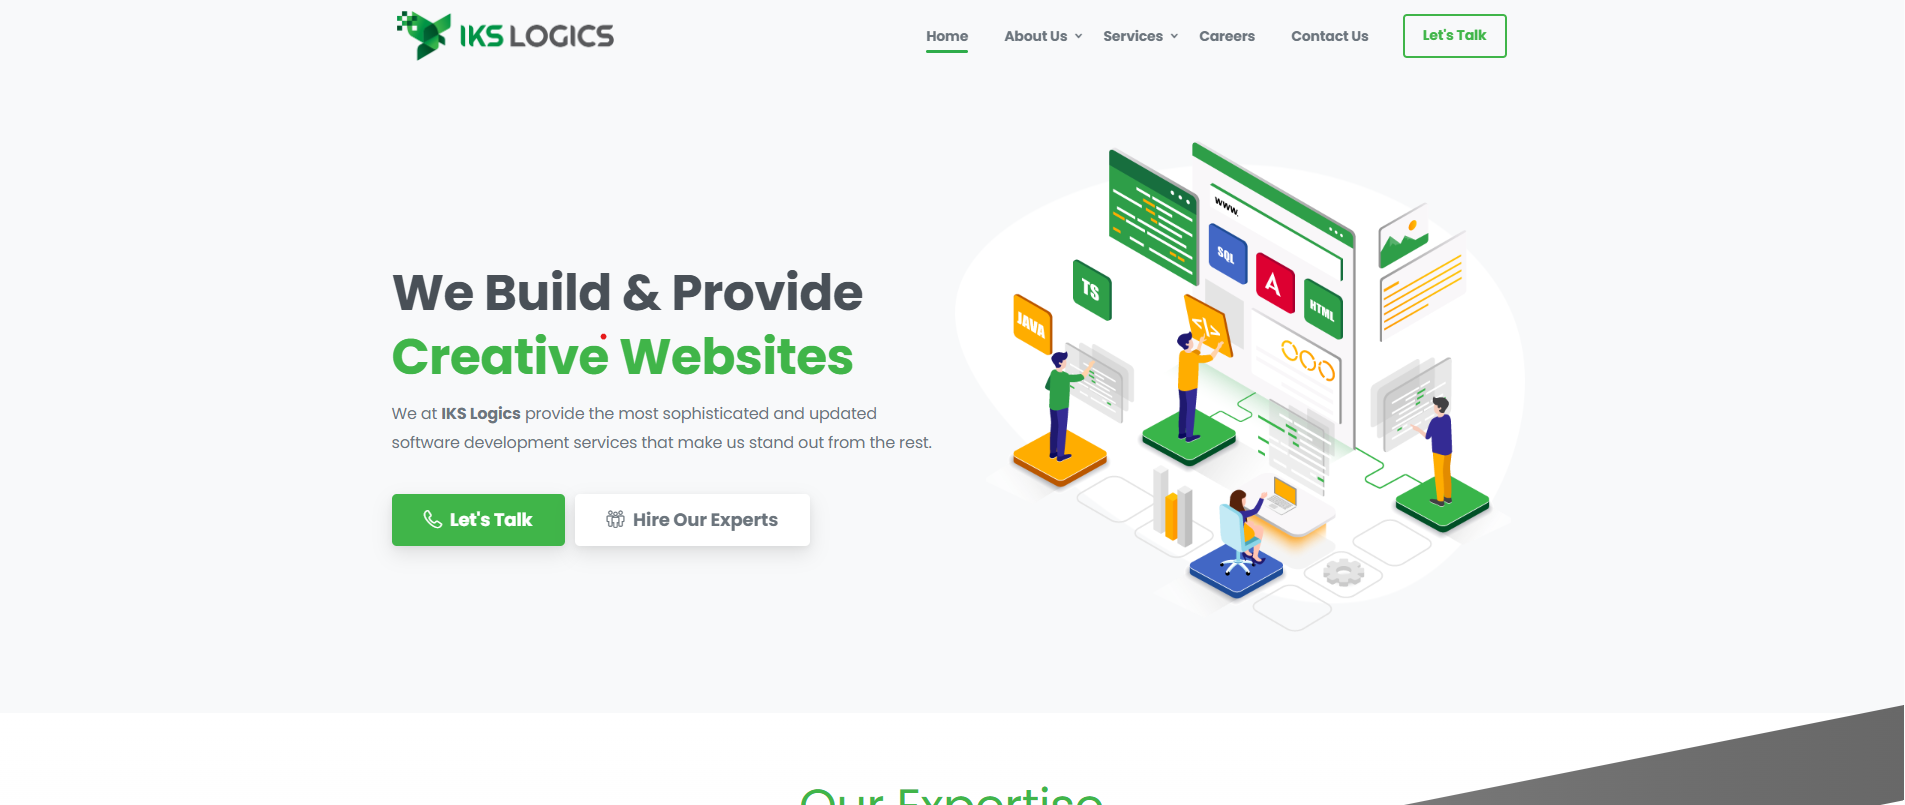 IKS LOGICS
Home About Us Services Careers Contact Us Let's Talk
We Build & Provide
Creative Websites
We at IKS Logics provide the most sophisticated and updated
software development services that make us stand out from the rest.
Let's Talk Hire Our Experts
www.
SQL
A
HTML
TS
JAVA
</>
Our Expertise